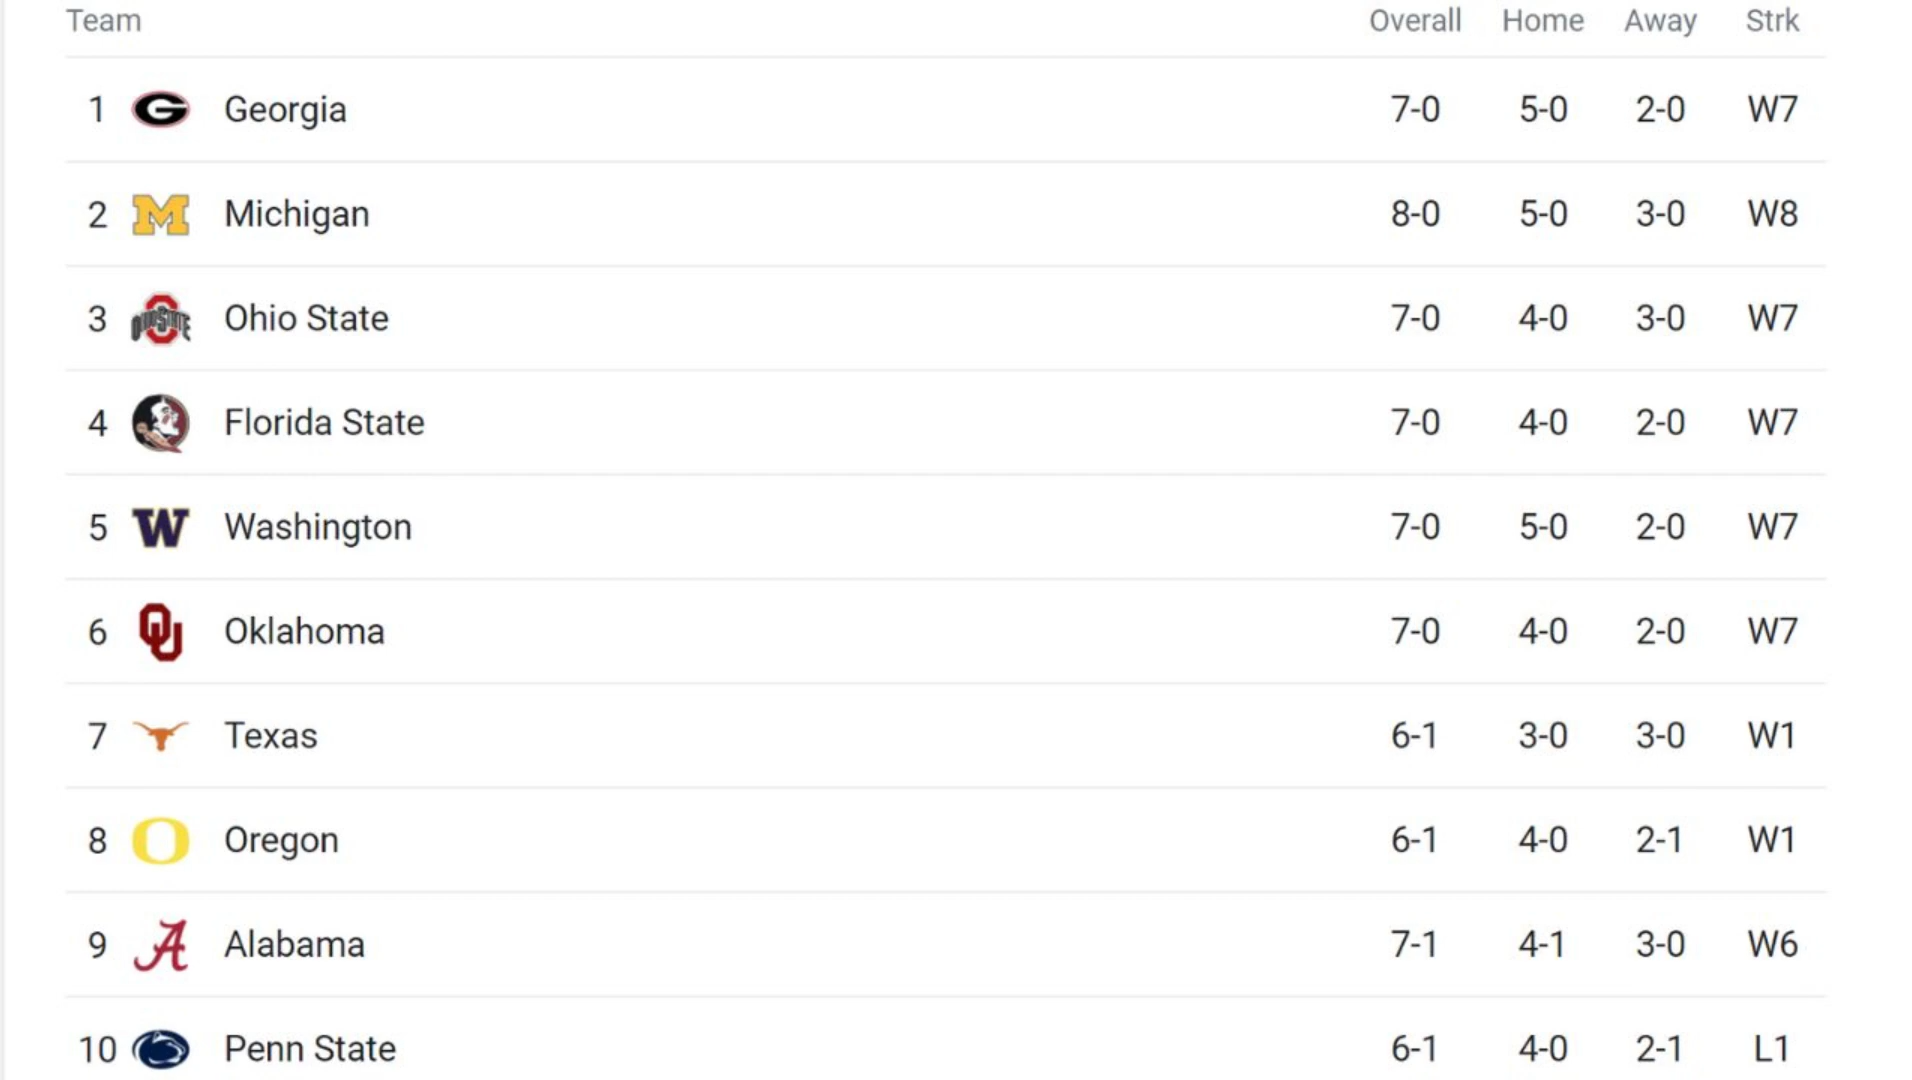 Team Overall Home Away Strk
1 G Georgia 7-0 5-0 2-0 W7
2 M Michigan 8-0 5-0 3-0 W8
3 OHIO STATE Ohio State 7-0 4-0 3-0 W7
4 Florida State 7-0 4-0 2-0 W7
5 W Washington 7-0 5-0 2-0 W7
6 OU Oklahoma 7-0 4-0 2-0 W7
7 Texas 6-1 3-0 3-0 W1
8 O Oregon 6-1 4-0 2-1 W1
9 A Alabama 7-1 4-1 3-0 W6
10 Penn State 6-1 4-0 2-1 L1